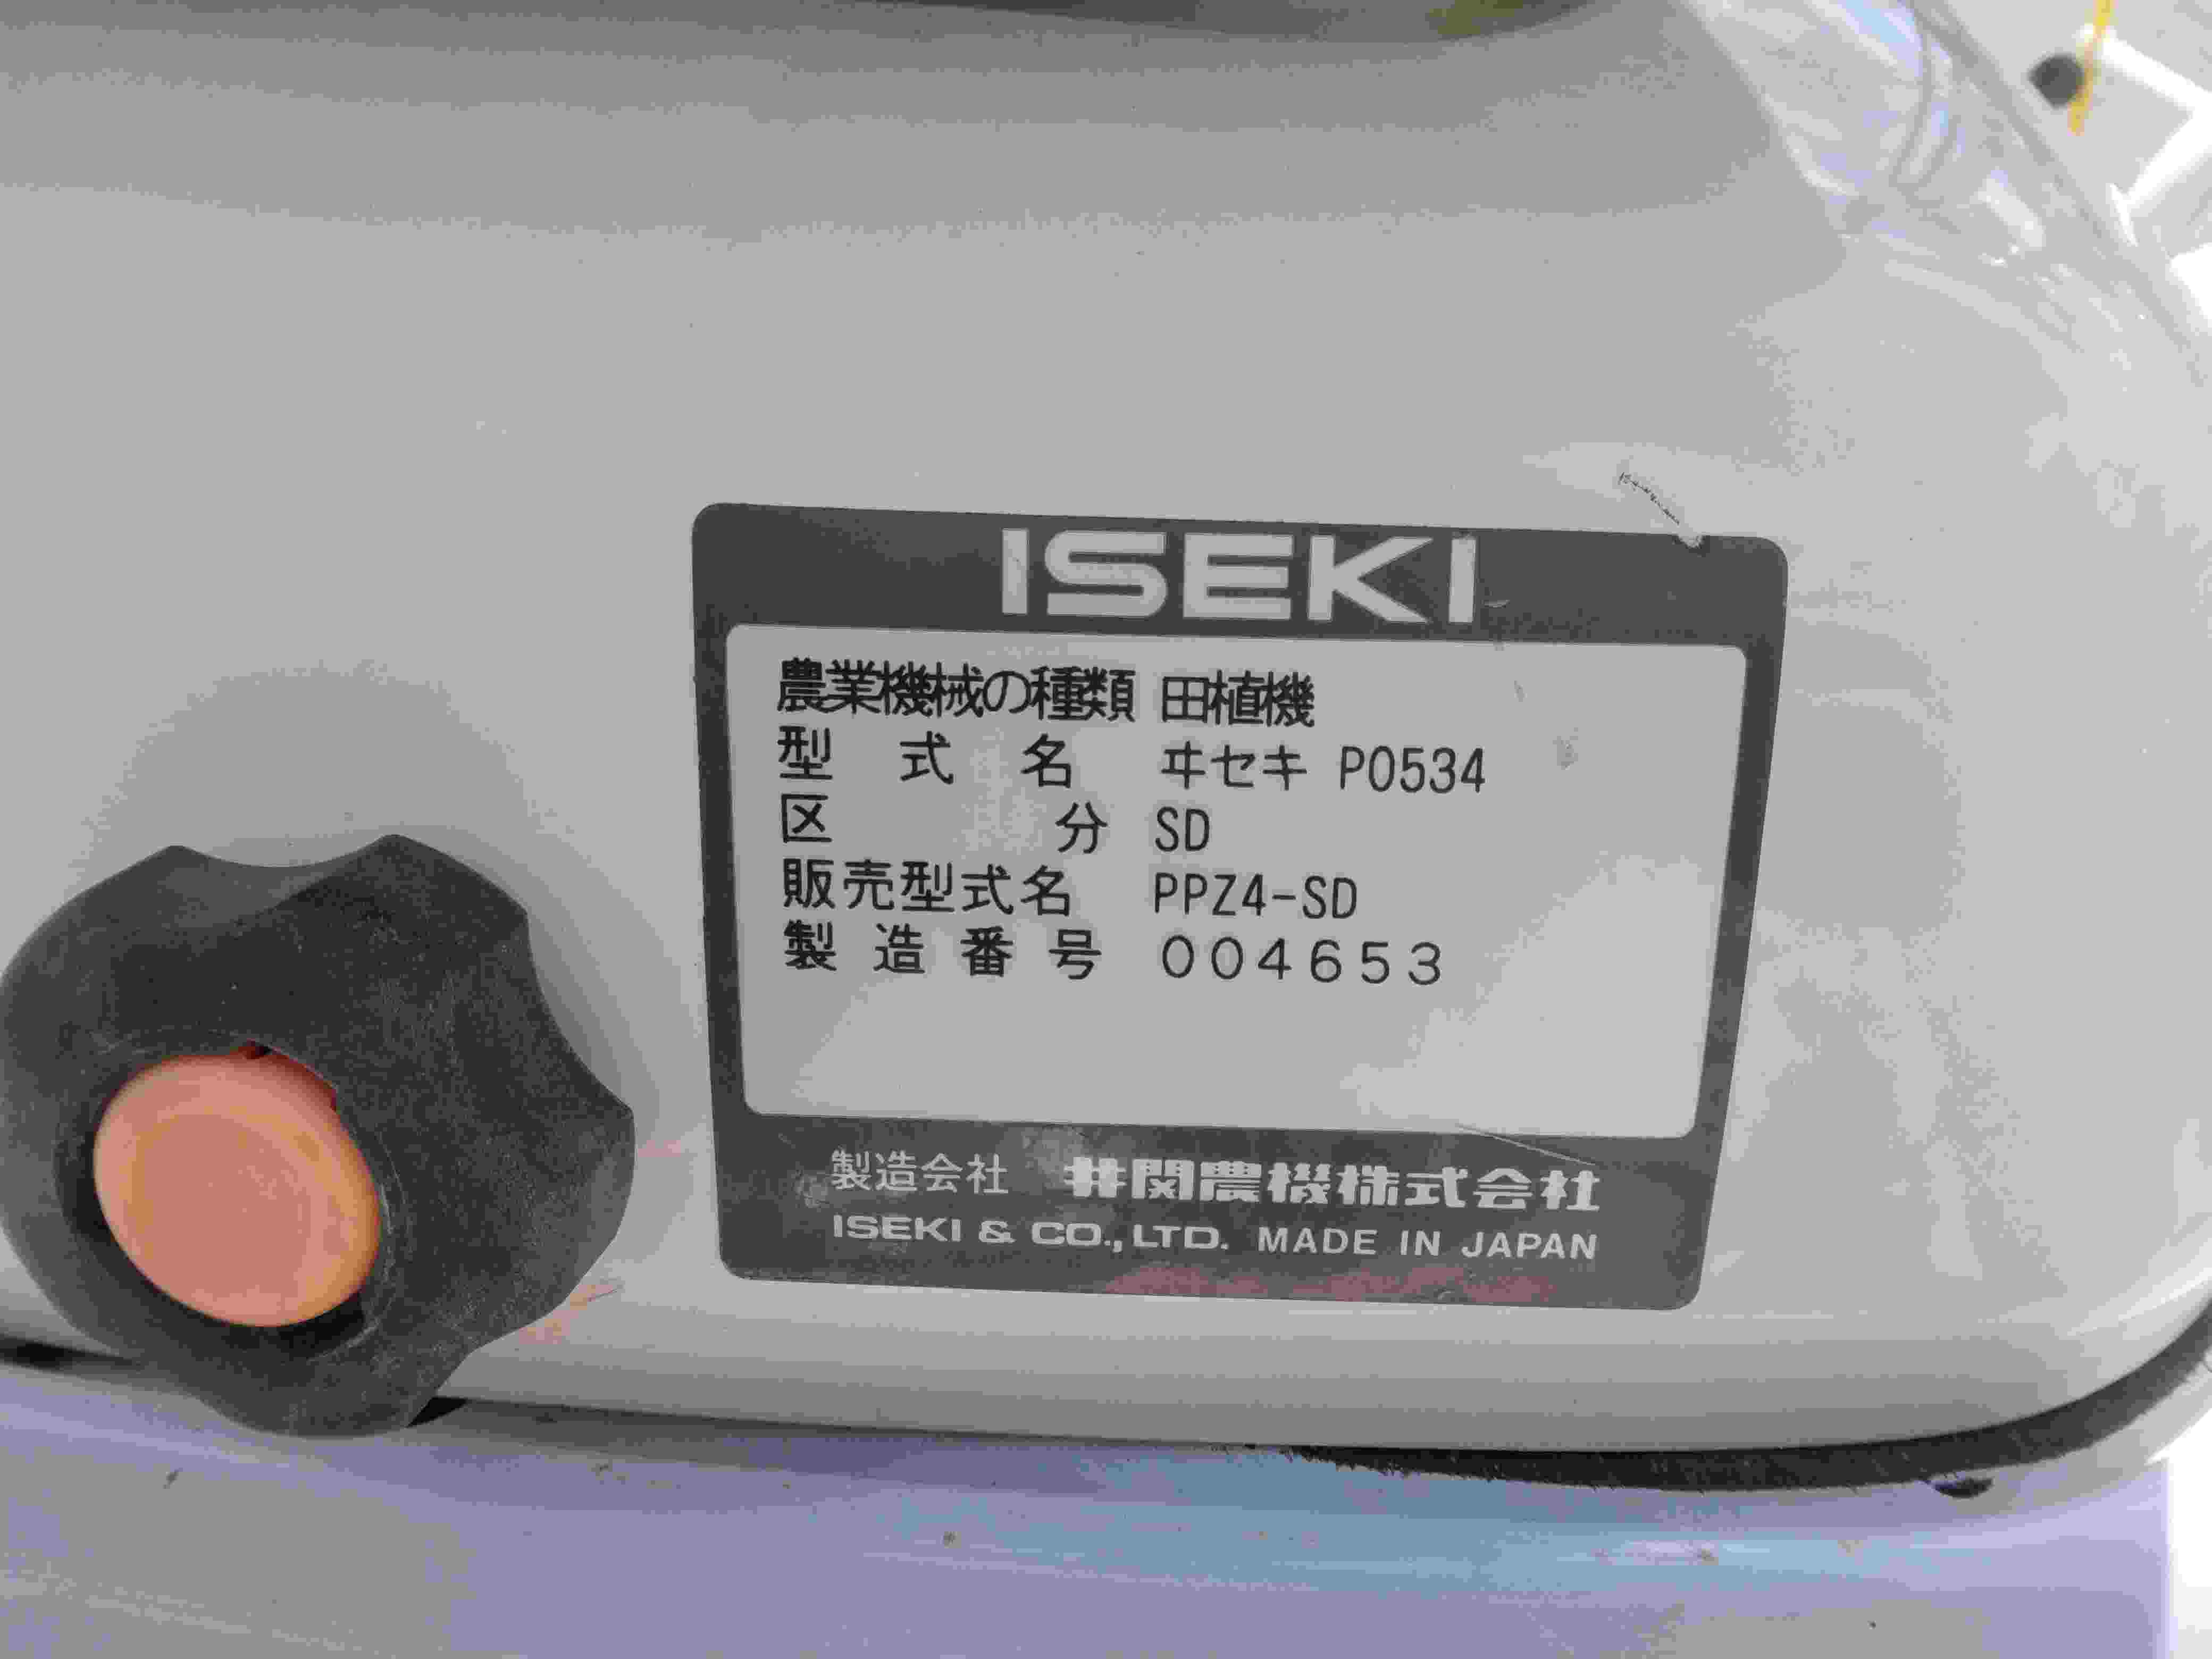 ISEKI
農業機械の種類 田植機
型式名 ヰセキ P0534
区分 SD
販売型式名 PPZ4-SD
製造番号 004653
製造会社 井関農機株式会社
ISEKI & CO., LTD. MADE IN JAPAN